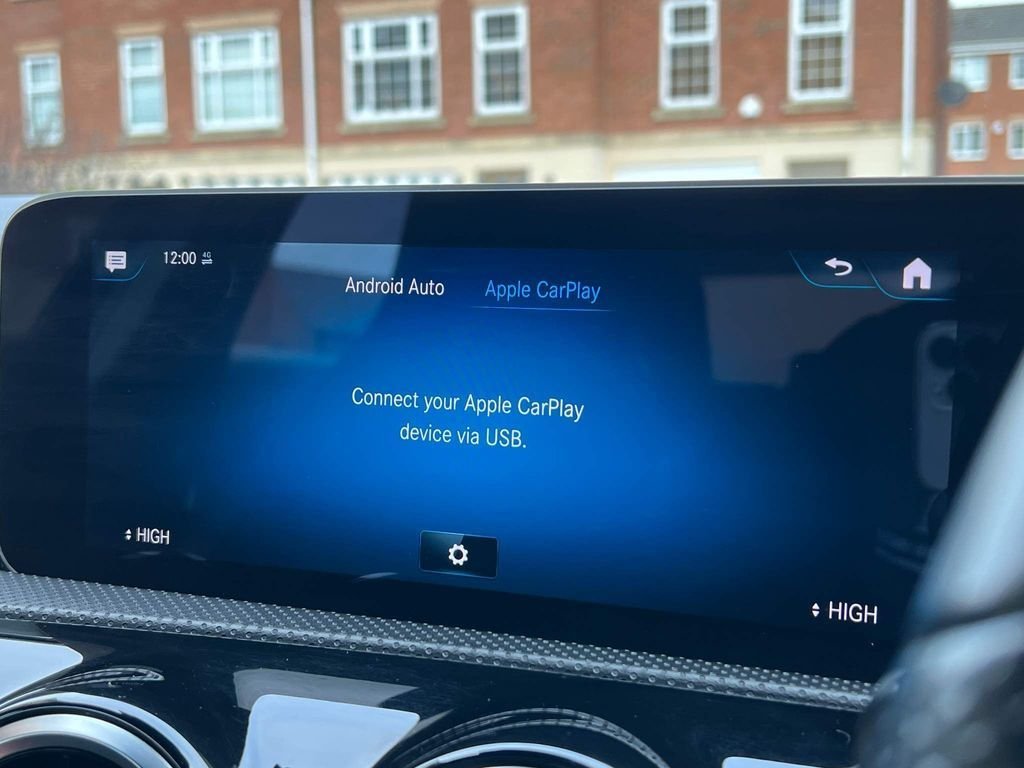 12:00 4G
Android Auto Apple CarPlay
Connect your Apple CarPlay
device via USB.
HIGH
HIGH